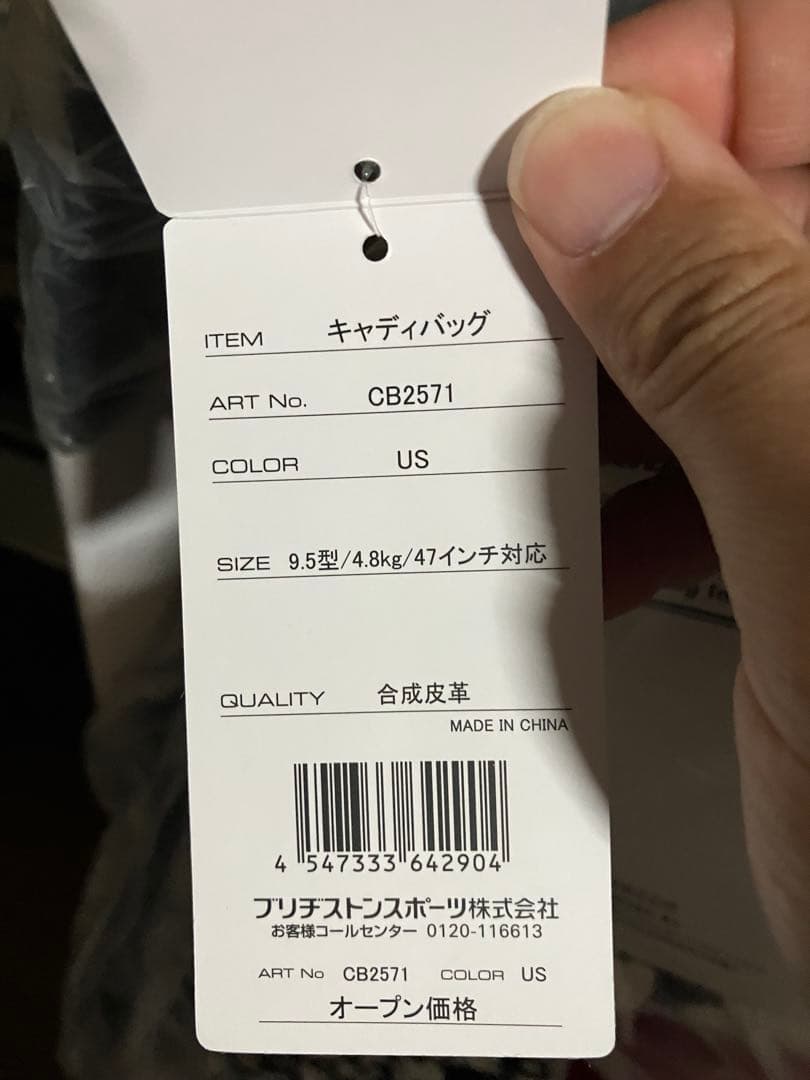 ITEM キャディバッグ
ART No. CB2571
COLOR US
SIZE 9.5型/4.8kg/47インチ対応
QUALITY 合成皮革
MADE IN CHINA
4 547333 642904
ブリヂストンスポーツ株式会社
お客様コールセンター 0120-116613
ART No CB2571 COLOR US
オープン価格